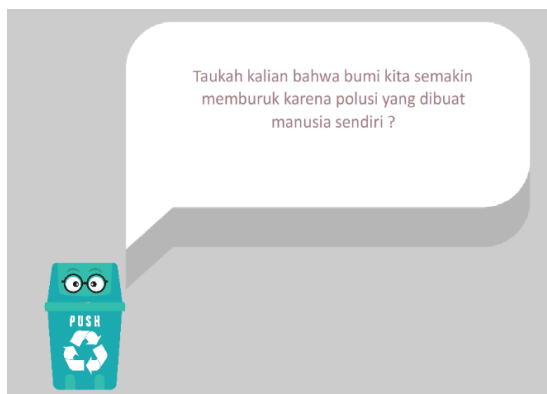 Taukah kalian bahwa bumi kita semakin
memburuk karena polusi yang dibuat
manusia sendiri ?
PUSH